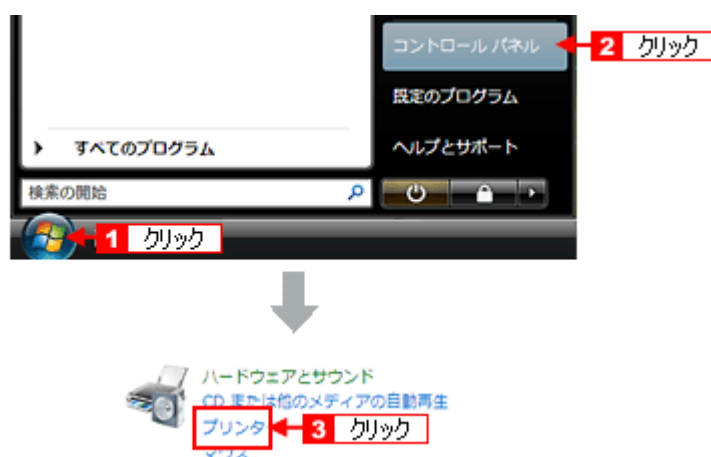 コントロール パネル
2 クリック
既定のプログラム
すべてのプログラム
ヘルプとサポート
検索の開始
1 クリック
ハードウェアとサウンド
CD または他のメディアの自動再生
プリンタ
3 クリック
マウス